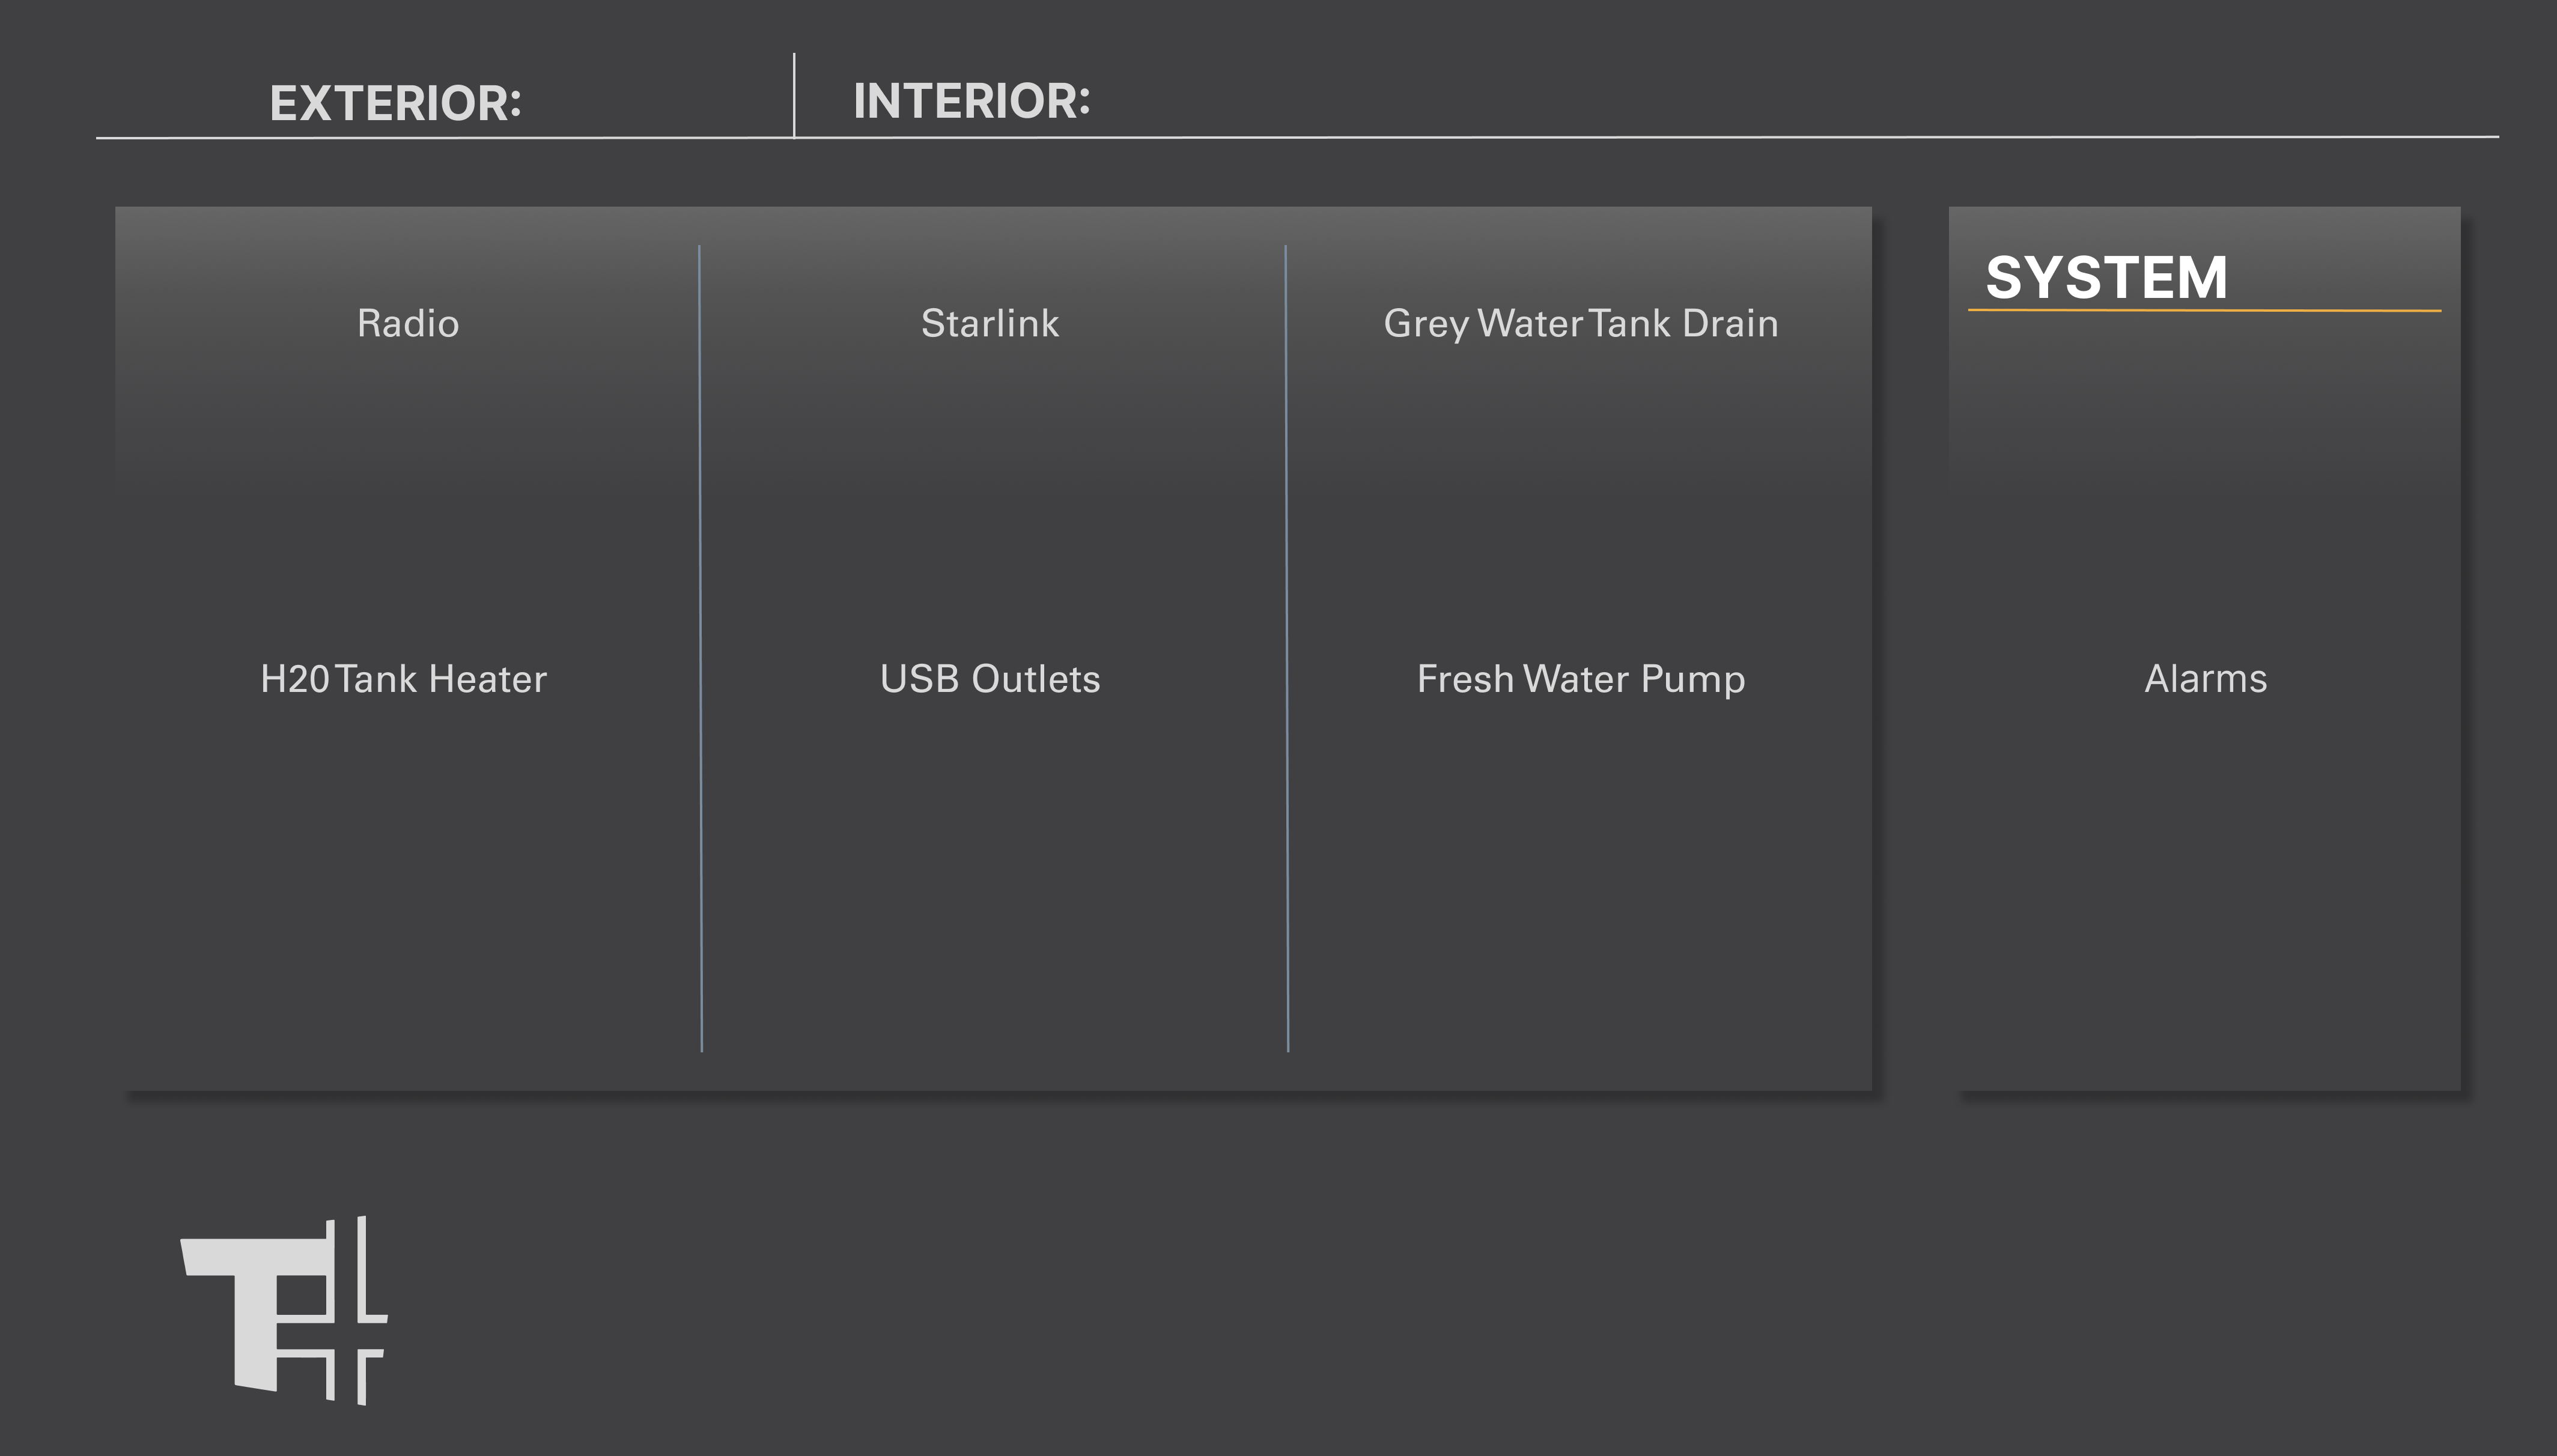 EXTERIOR:
INTERIOR:
Radio
Starlink
Grey Water Tank Drain
SYSTEM
H20 Tank Heater
USB Outlets
Fresh Water Pump
Alarms